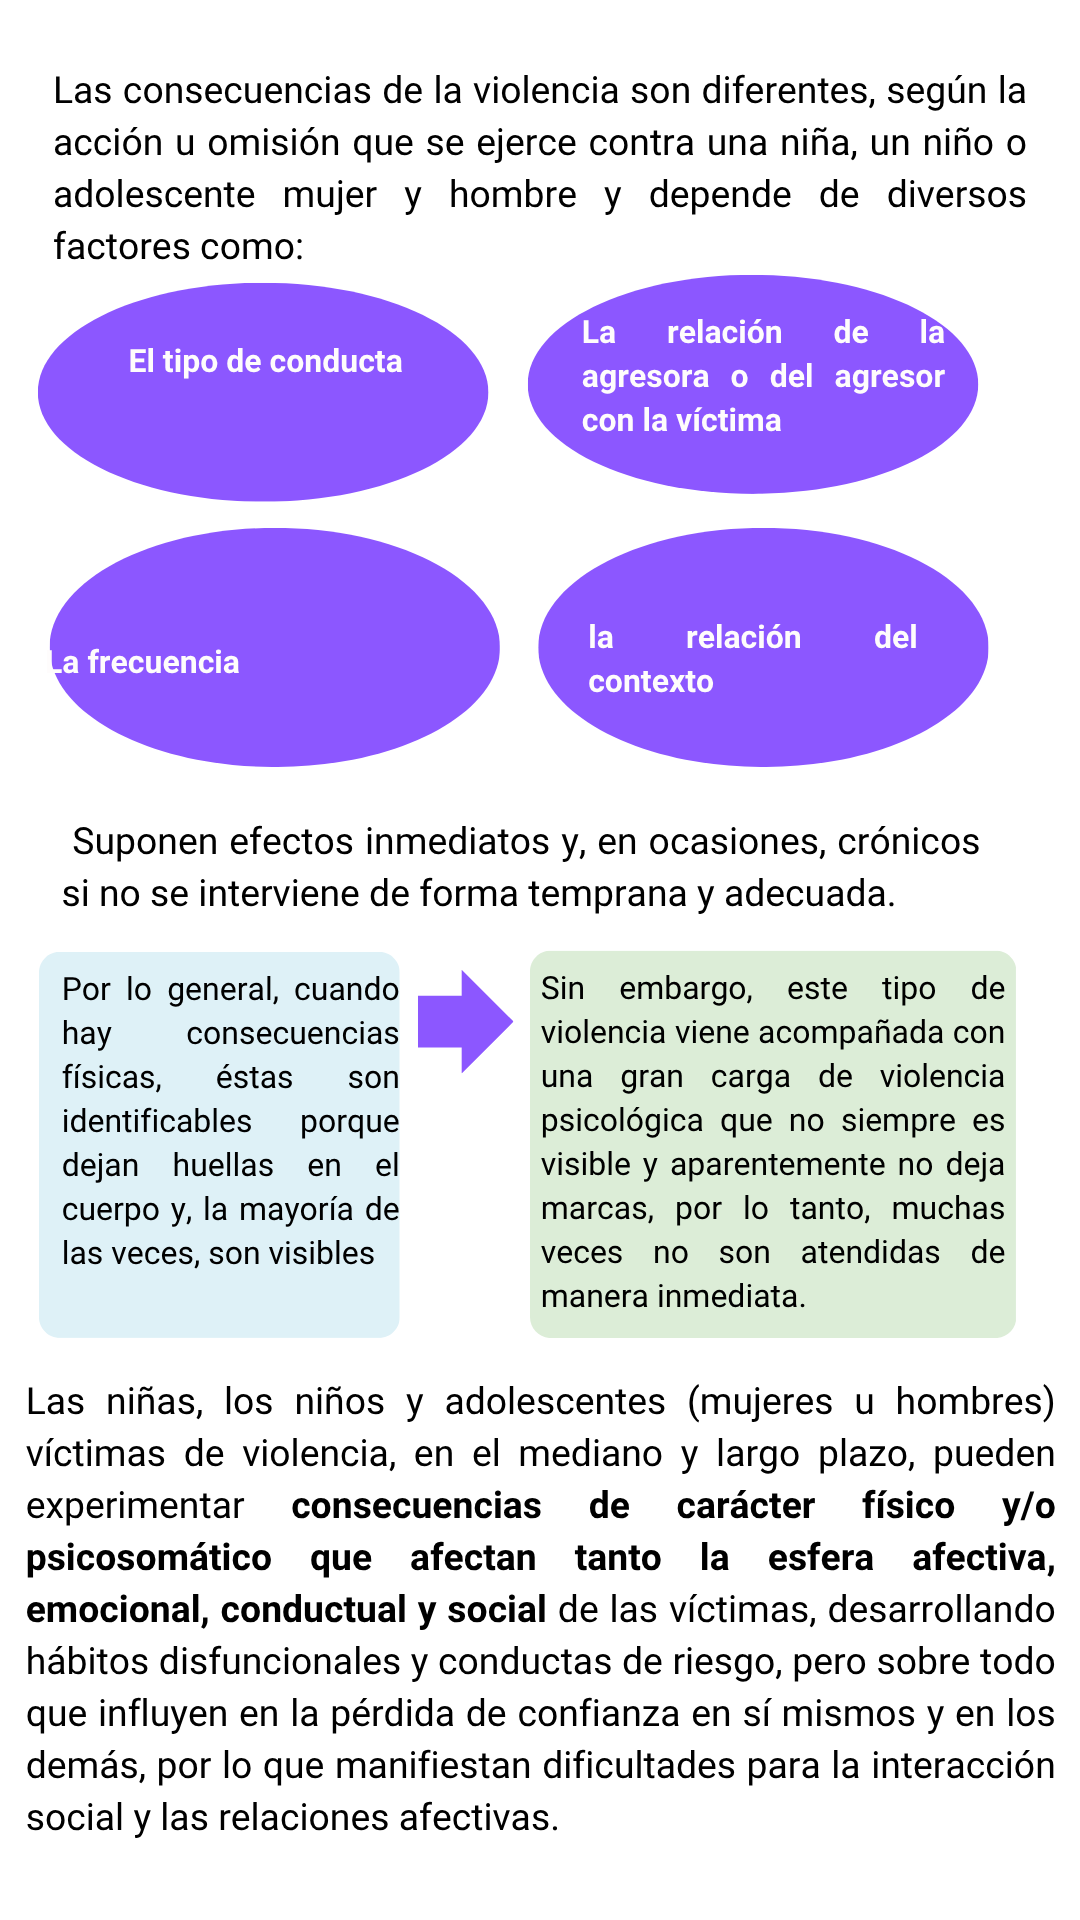 Las consecuencias de la violencia son diferentes, según la
acción u omisión que se ejerce contra una niña, un niño o
adolescente mujer y hombre y depende de diversos
factores como:
El tipo de conducta
La relación de la
agresora o del agresor
con la víctima
La frecuencia
la relación del
contexto
Suponen efectos inmediatos y, en ocasiones, crónicos
si no se interviene de forma temprana y adecuada.
Por lo general, cuando
hay consecuencias
físicas, éstas son
identificables porque
dejan huellas en el
cuerpo y, la mayoría de
las veces, son visibles
Sin embargo, este tipo de
violencia viene acompañada con
una gran carga de violencia
psicológica que no siempre es
visible y aparentemente no deja
marcas, por lo tanto, muchas
veces no son atendidas de
manera inmediata.
Las niñas, los niños y adolescentes (mujeres u hombres)
víctimas de violencia, en el mediano y largo plazo, pueden
experimentar consecuencias de carácter físico y/o
psicosomático que afectan tanto la esfera afectiva,
emocional, conductual y social de las víctimas, desarrollando
hábitos disfuncionales y conductas de riesgo, pero sobre todo
que influyen en la pérdida de confianza en sí mismos y en los
demás, por lo que manifiestan dificultades para la interacción
social y las relaciones afectivas.